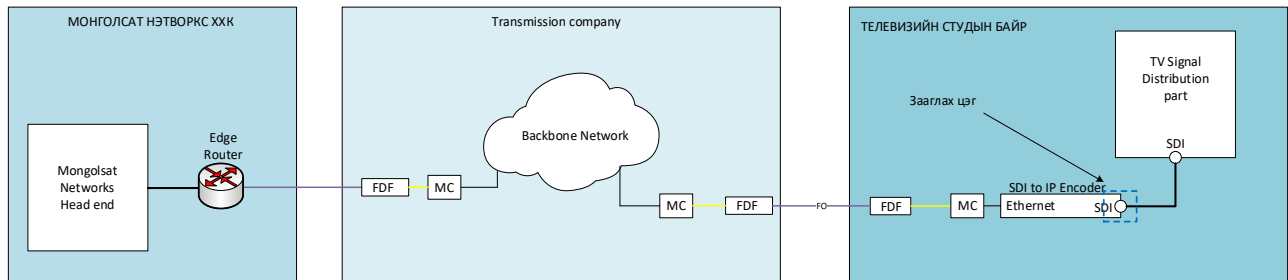 МОНГОЛСАТ НЭТВОРКС ХХК
Mongolsat
Networks
Head end
Edge
Router
Transmission company
FDF
MC
Backbone Network
MC
FDF
FO
ТЕЛЕВИЗИЙН СТУДЫН БАЙР
TV Signal
Distribution
part
SDI
Зааглах цэг
FDF
MC
SDI to IP Encoder
Ethernet
SDI